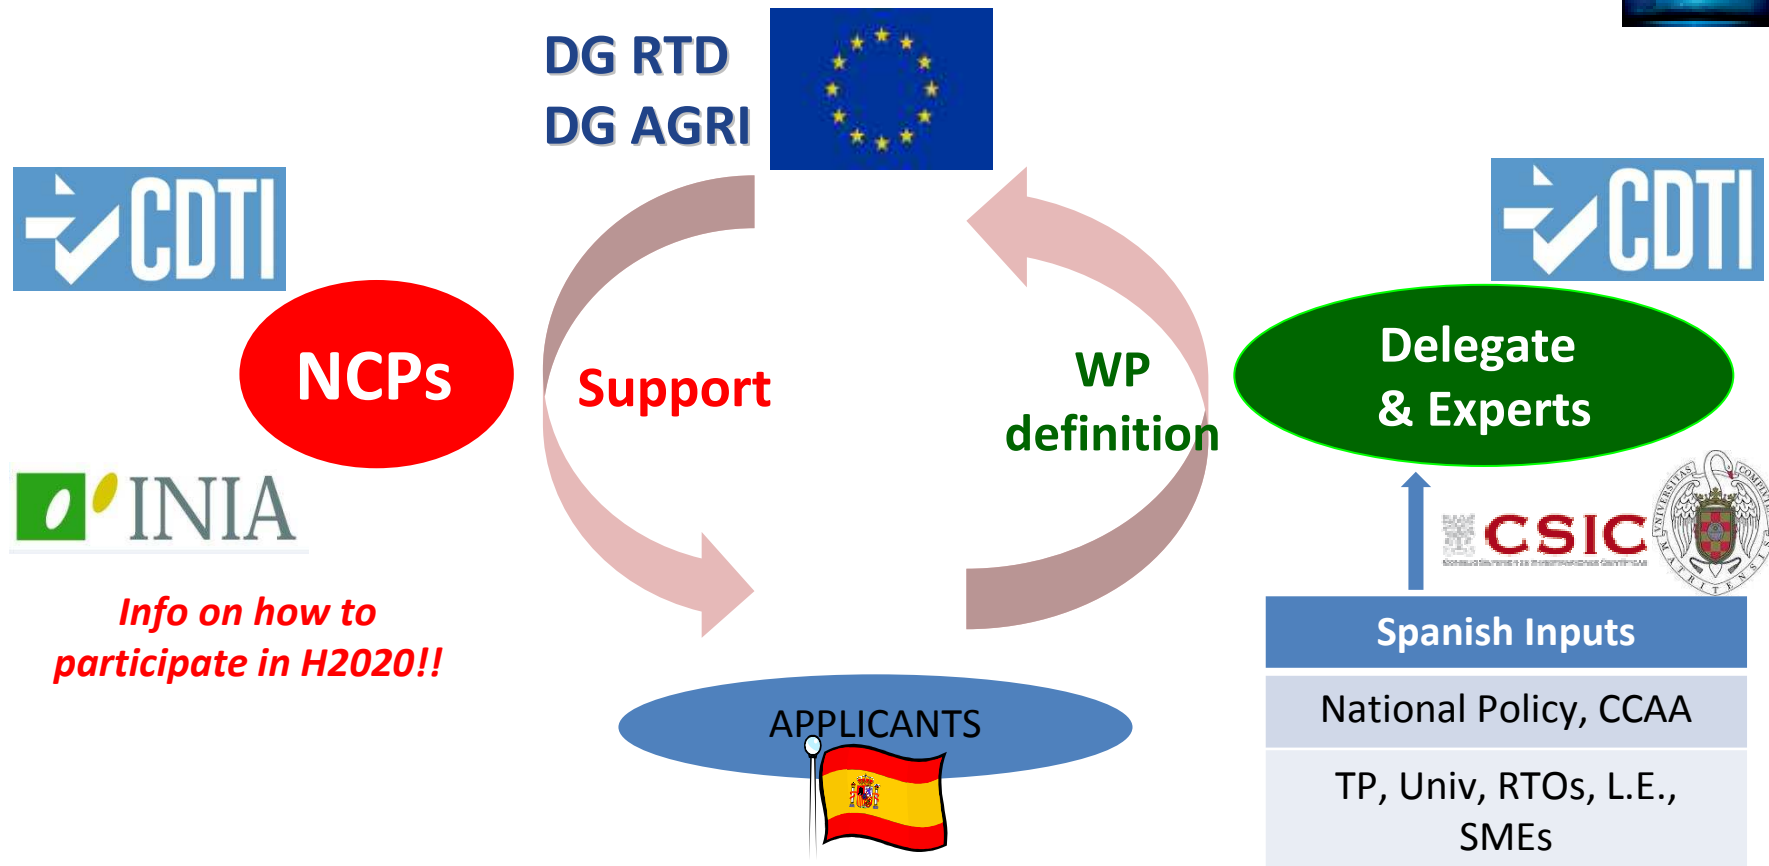 DG RTD
DG AGRI
CDTI
CDTI
NCPs
Support
WP
definition
Delegate
& Experts
INIA
CSIC
Info on how to
participate in H2020!!
Spanish Inputs
National Policy, CCAA
TP, Univ, RTOs, L.E.,
SMEs
APPLICANTS